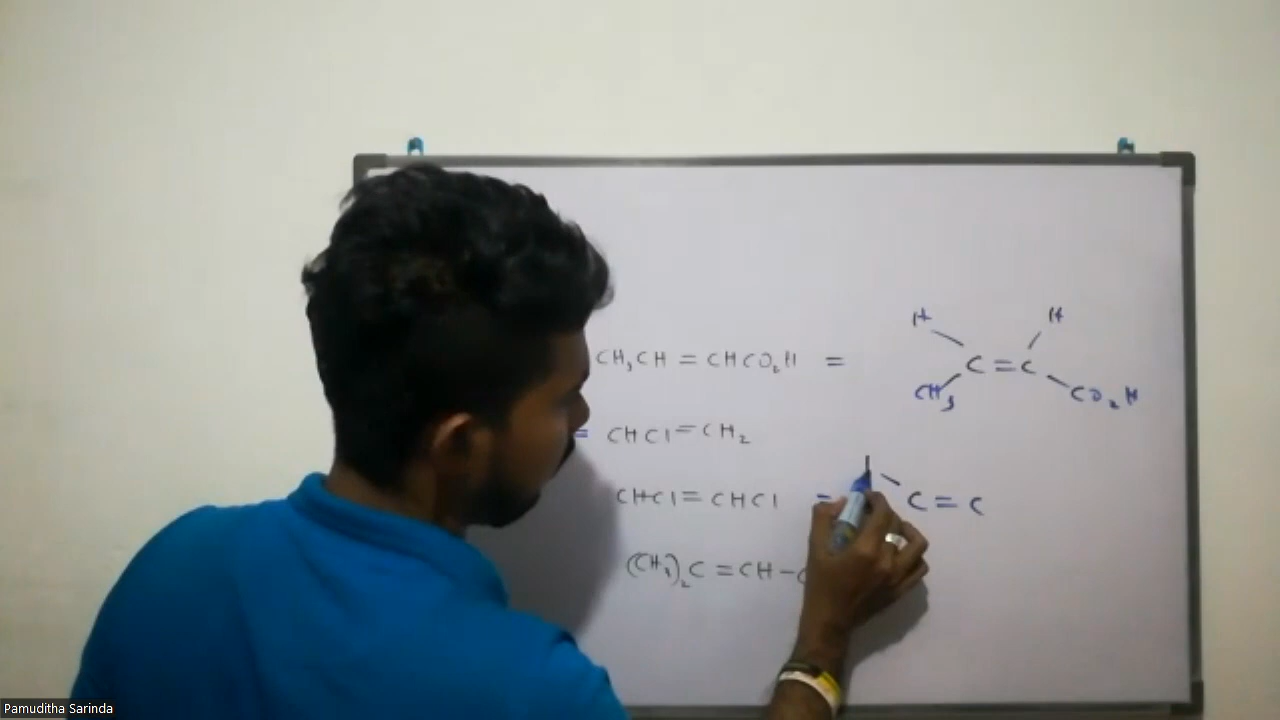 H H
CH₃CH = CHCO₂H = C = C
CH₃ CO₂H
= CHCl = CH₂
CHCl = CHCl = C = C
(CH₃)₂C = CH –
Pamuditha Sarinda